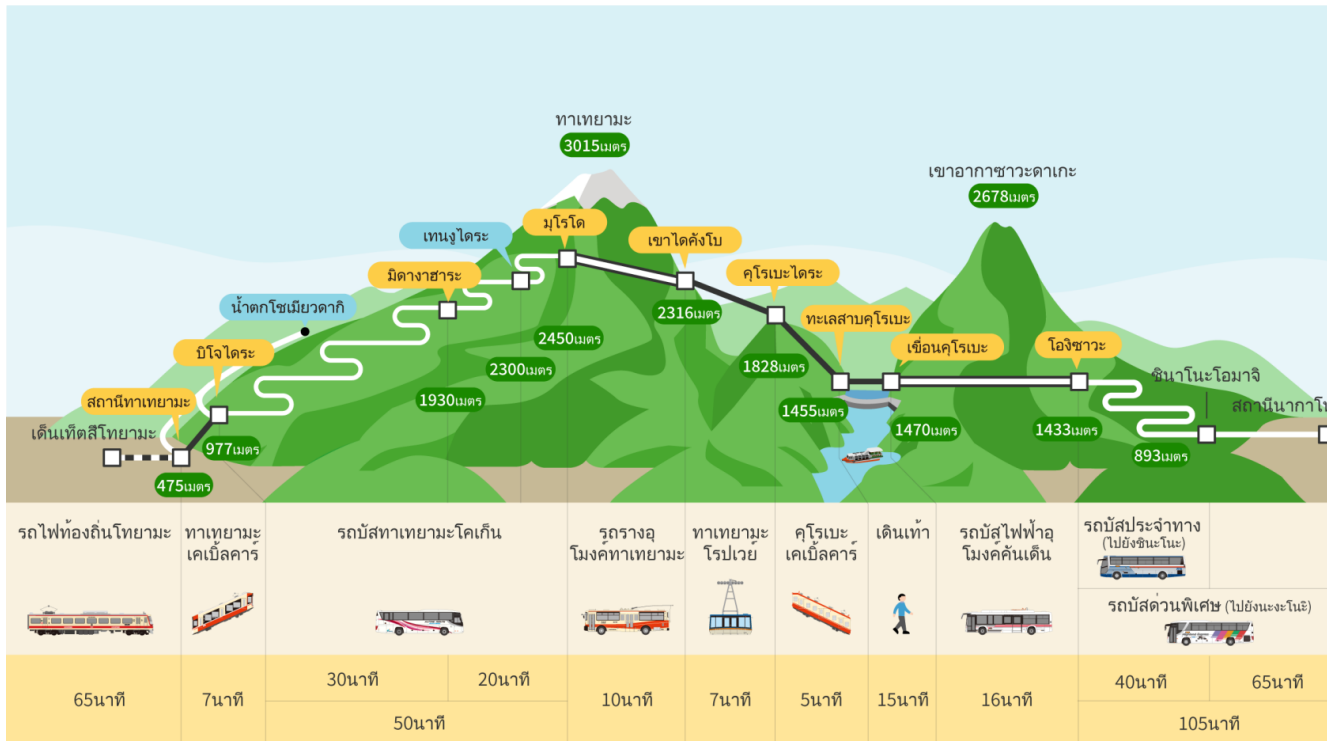 ทาเทยามะ
3015เมตร
เขาอากาซาวะดาเกะ
2678เมตร
มุโรโด
เทนงูไดระ
เขาไดคังโบ
มิดางาฮาระ
คุโรเบะไดระ
น้ำตกโชเมียวดากิ
2316เมตร
ทะเลสาบคุโรเบะ
2450เมตร
เขื่อนคุโรเบะ
โองิซาวะ
บิโจไดระ
2300เมตร
1828เมตร
ชินาโนะโอมาจิ
สถานีทาเทยามะ
1930เมตร
1455เมตร
สถานีนากาโน
เด็นเท็ตสึโทยามะ
977เมตร
1470เมตร
1433เมตร
893เมตร
475เมตร
รถไฟท้องถิ่นโทยามะ
ทาเทยามะ
เคเบิ้ลคาร์
รถบัสทาเทยามะโคเก็น
รถรางอุ
โมงค์ทาเทยามะ
ทาเทยามะ
โรปเวย์
คุโรเบะ
เคเบิ้ลคาร์
เดินเท้า
รถบัสไฟฟ้าอุ
โมงค์คันเด็น
รถบัสประจำทาง
(ไปยังชินะโนะ)
รถบัสด่วนพิเศษ (ไปยังนะงะโนะ)
65นาที
7นาที
30นาที
20นาที
50นาที
10นาที
7นาที
5นาที
15นาที
16นาที
40นาที
65นาที
105นาที